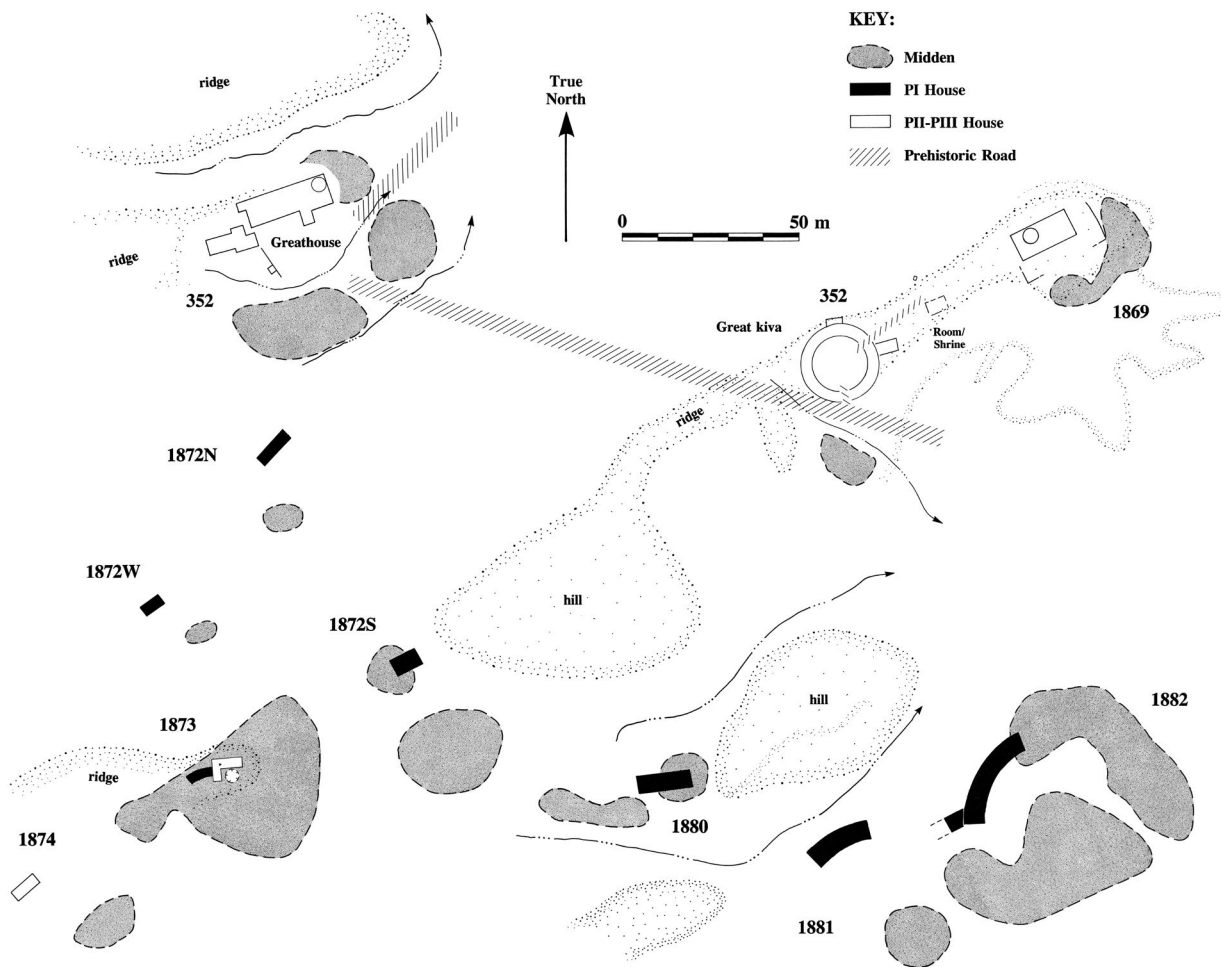 KEY:
Midden
PI House
PII-PIII House
Prehistoric Road
ridge
True
North
0 50 m
Greathouse
ridge
352
352
Great kiva
Room/
Shrine
1869
ridge
1872N
1872W
hill
1872S
hill
1882
1873
ridge
1880
1874
1881